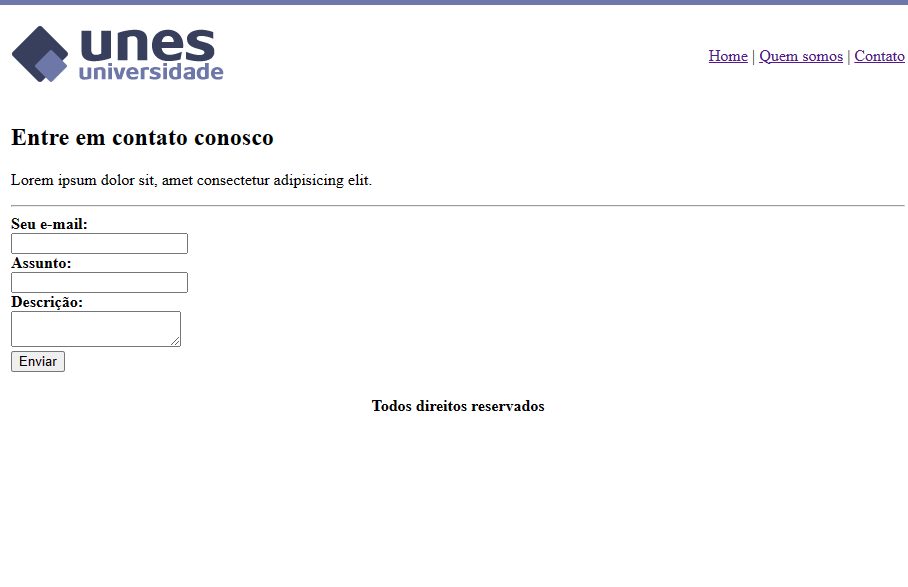 unes
universidade
Home | Quem somos | Contato
Entre em contato conosco
Lorem ipsum dolor sit, amet consectetur adipisicing elit.
Seu e-mail:
Assunto:
Descrição:
Enviar
Todos direitos reservados